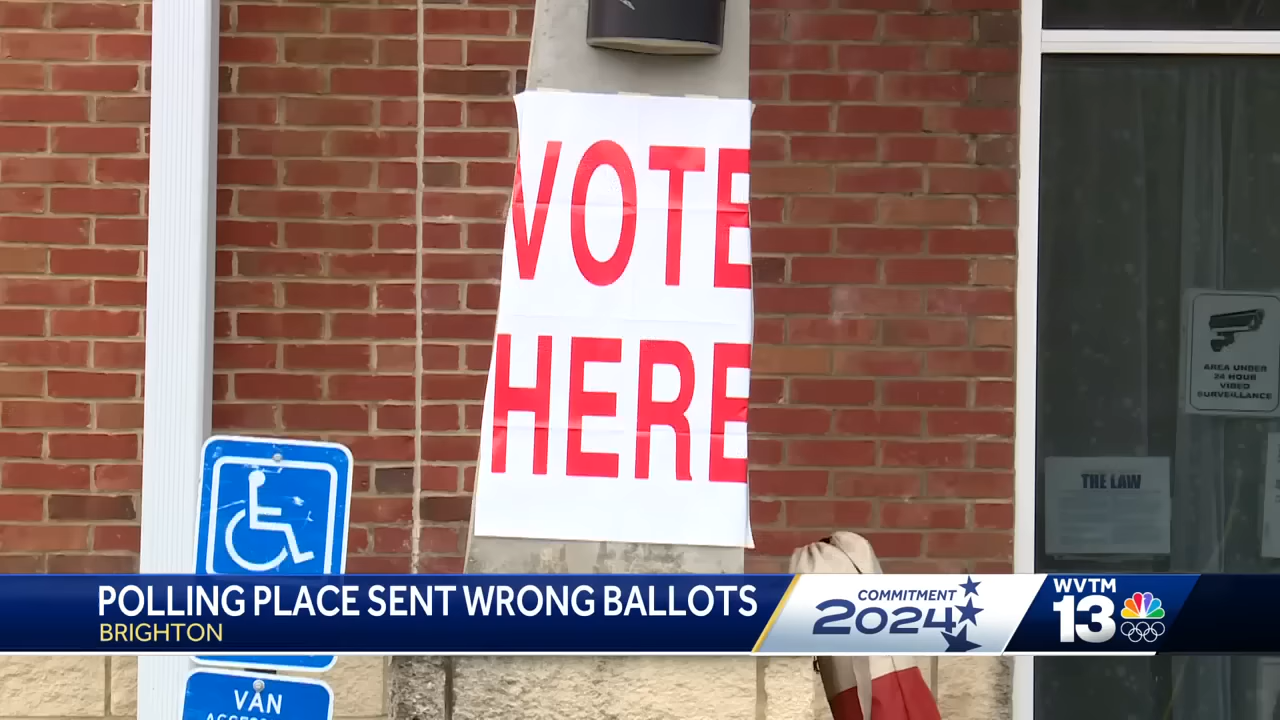 VOTE
HERE
AREA UNDER
24 HOUR
VIDEO
SURVEILLANCE
THE LAW
POLLING PLACE SENT WRONG BALLOTS
BRIGHTON
COMMITMENT
2024
WVTM
13
VAN